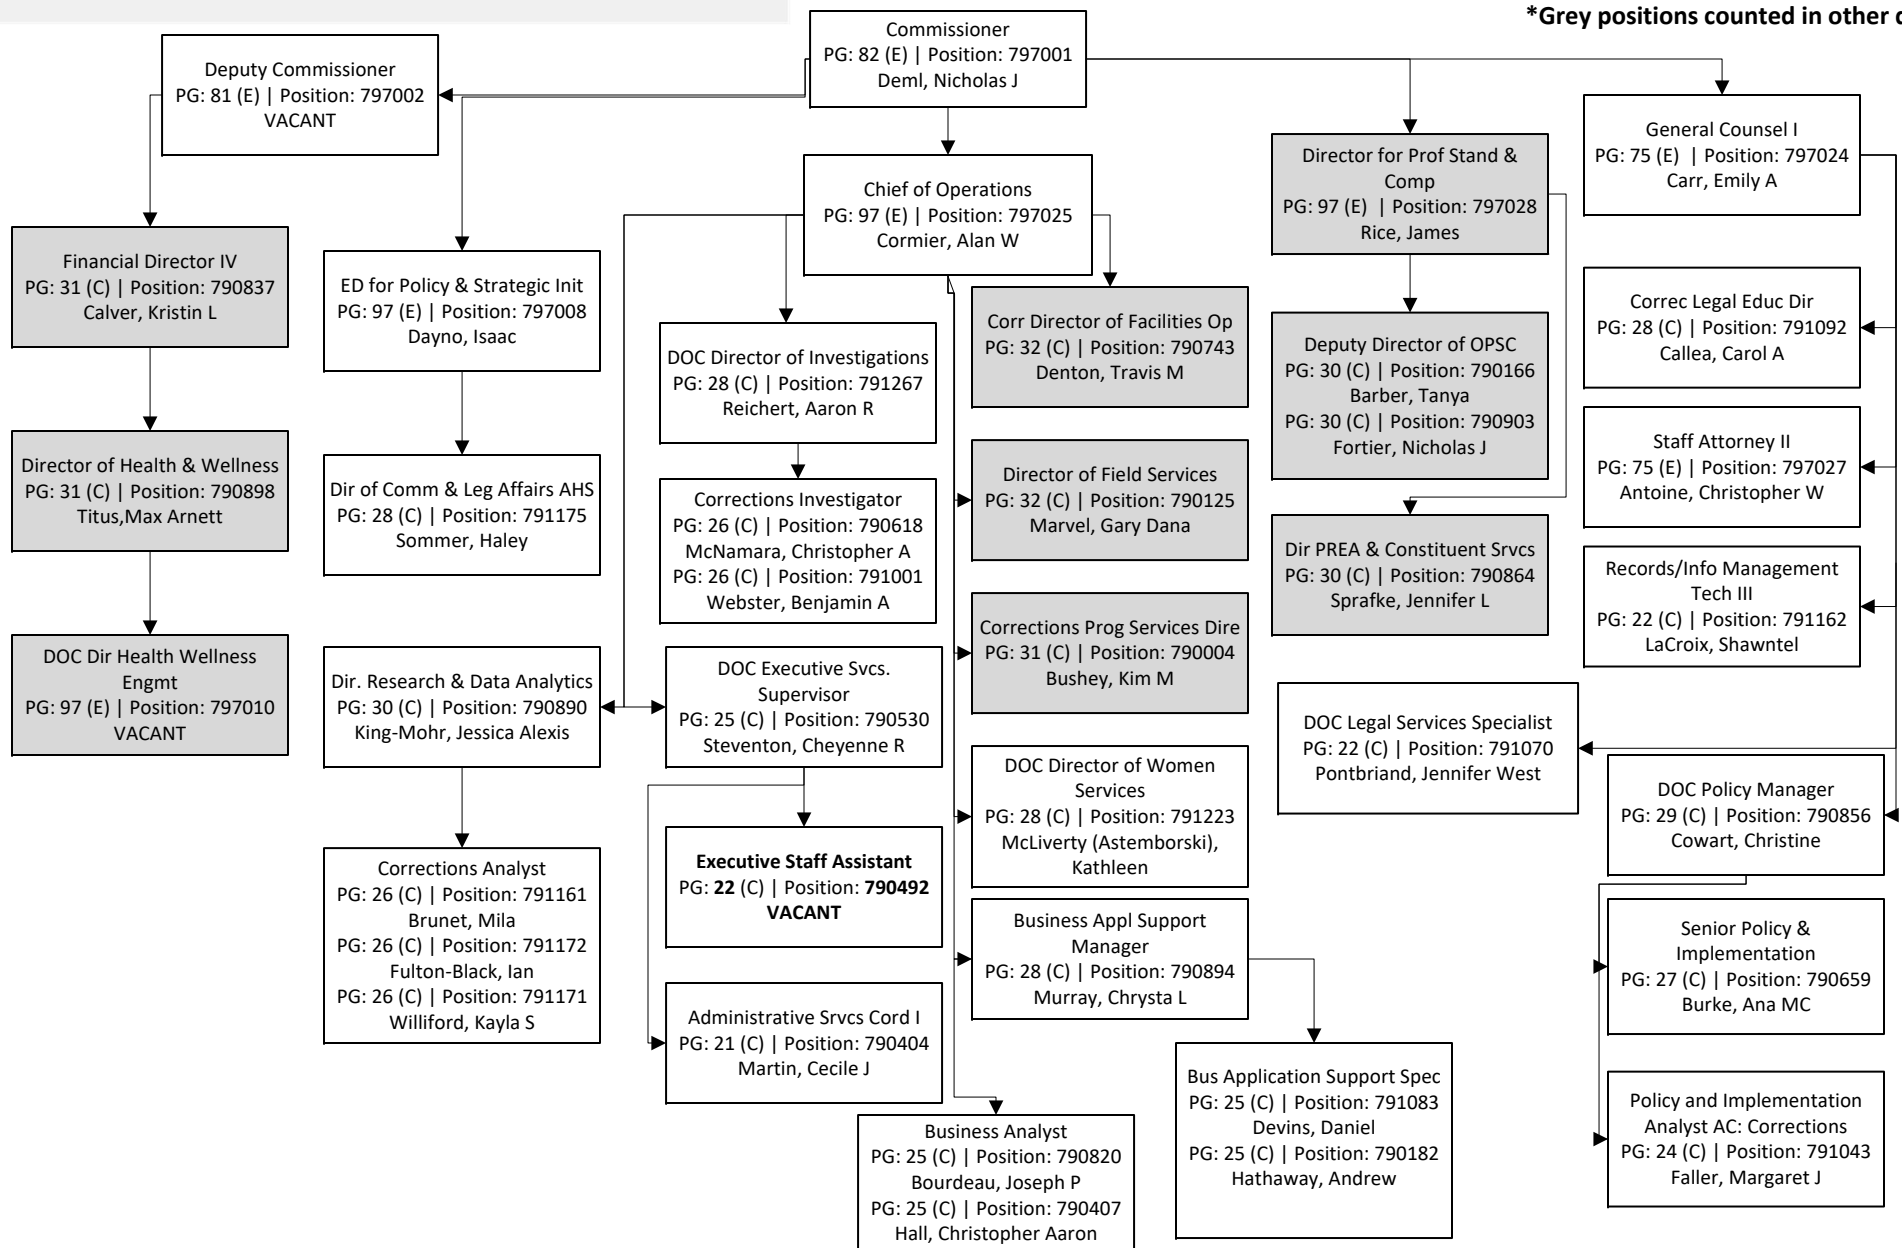 *Grey positions counted in other
Commissioner
PG: 82 (E) | Position: 797001
Deml, Nicholas J
Deputy Commissioner
PG: 81 (E) | Position: 797002
VACANT
General Counsel I
PG: 75 (E) | Position: 797024
Carr, Emily A
Director for Prof Stand &
Comp
PG: 97 (E) | Position: 797028
Rice, James
Chief of Operations
PG: 97 (E) | Position: 797025
Cormier, Alan W
Financial Director IV
PG: 31 (C) | Position: 790837
Calver, Kristin L
ED for Policy & Strategic Init
PG: 97 (E) | Position: 797008
Dayno, Isaac
DOC Director of Investigations
PG: 28 (C) | Position: 791267
Reichert, Aaron R
Corr Director of Facilities Op
PG: 32 (C) | Position: 790743
Denton, Travis M
Deputy Director of OPSC
PG: 30 (C) | Position: 790166
Barber, Tanya
PG: 30 (C) | Position: 790903
Fortier, Nicholas J
Correc Legal Educ Dir
PG: 28 (C) | Position: 791092
Callea, Carol A
Director of Health & Wellness
PG: 31 (C) | Position: 790898
Titus,Max Arnett
Dir of Comm & Leg Affairs AHS
PG: 28 (C) | Position: 791175
Sommer, Haley
Corrections Investigator
PG: 26 (C) | Position: 790618
McNamara, Christopher A
PG: 26 (C) | Position: 791001
Webster, Benjamin A
Director of Field Services
PG: 32 (C) | Position: 790125
Marvel, Gary Dana
Dir PREA & Constituent Srvcs
PG: 30 (C) | Position: 790864
Sprafke, Jennifer L
Staff Attorney II
PG: 75 (E) | Position: 797027
Antoine, Christopher W
Records/Info Management
Tech III
PG: 22 (C) | Position: 791162
LaCroix, Shawntel
DOC Dir Health Wellness
Engmt
PG: 97 (E) | Position: 797010
VACANT
Dir. Research & Data Analytics
PG: 30 (C) | Position: 790890
King-Mohr, Jessica Alexis
DOC Executive Svcs.
Supervisor
PG: 25 (C) | Position: 790530
Steventon, Cheyenne R
Corrections Prog Services Dire
PG: 31 (C) | Position: 790004
Bushey, Kim M
DOC Legal Services Specialist
PG: 22 (C) | Position: 791070
Pontbriand, Jennifer West
DOC Director of Women
Services
PG: 28 (C) | Position: 791223
McLiverty (Astemborski),
Kathleen
DOC Policy Manager
PG: 29 (C) | Position: 790856
Cowart, Christine
Corrections Analyst
PG: 26 (C) | Position: 791161
Brunet, Mila
PG: 26 (C) | Position: 791172
Fulton-Black, Ian
PG: 26 (C) | Position: 791171
Williford, Kayla S
Executive Staff Assistant
PG: 22 (C) | Position: 790492
VACANT
Business Appl Support
Manager
PG: 28 (C) | Position: 790894
Murray, Chrysta L
Senior Policy &
Implementation
PG: 27 (C) | Position: 790659
Burke, Ana MC
Administrative Srvcs Cord I
PG: 21 (C) | Position: 790404
Martin, Cecile J
Bus Application Support Spec
PG: 25 (C) | Position: 791083
Devins, Daniel
PG: 25 (C) | Position: 790182
Hathaway, Andrew
Policy and Implementation
Analyst AC: Corrections
PG: 24 (C) | Position: 791043
Faller, Margaret J
Business Analyst
PG: 25 (C) | Position: 790820
Bourdeau, Joseph P
PG: 25 (C) | Position: 790407
Hall, Christopher Aaron